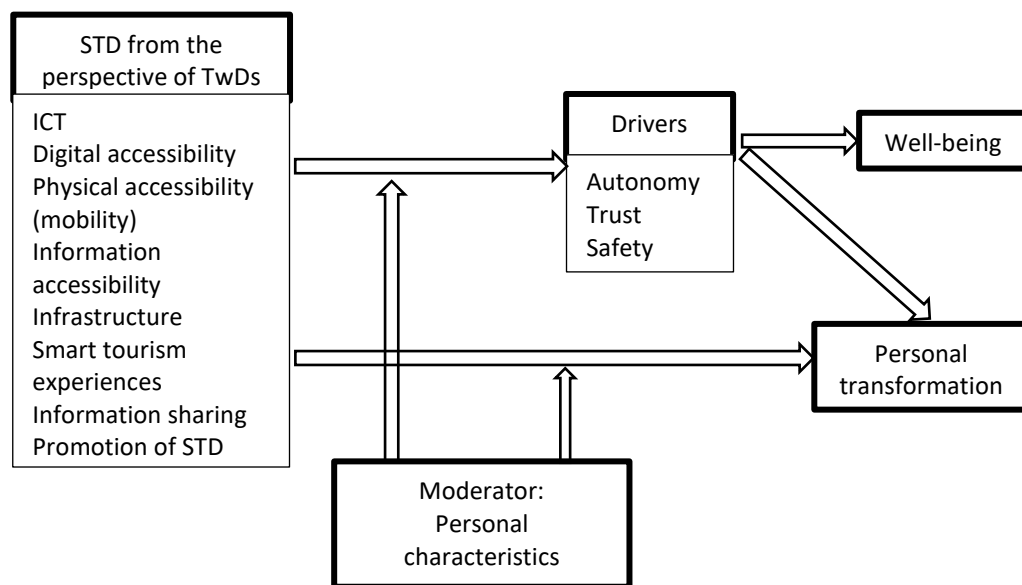 STD from the
perspective of TwDs
ICT
Digital accessibility
Physical accessibility
(mobility)
Information
accessibility
Infrastructure
Smart tourism
experiences
Information sharing
Promotion of STD
Drivers
Autonomy
Trust
Safety
Well-being
Personal
transformation
Moderator:
Personal
characteristics